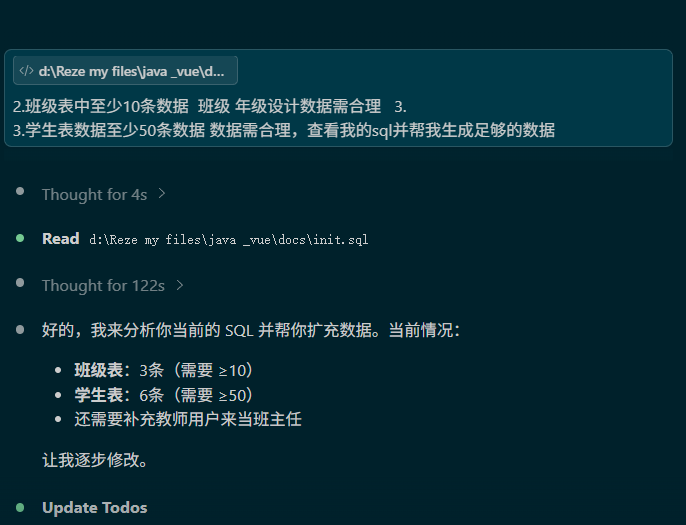 </> d:\Reze my files\java _vue\d...
2.班级表中至少10条数据 班级 年级设计数据需合理 3.
3.学生表数据至少50条数据 数据需合理，查看我的sql并帮我生成足够的数据
Thought for 4s >
Read d:\Reze my files\java _vue\docs\init.sql
Thought for 122s >
好的，我来分析你当前的 SQL 并帮你扩充数据。当前情况：
• 班级表：3条（需要 ≥10）
• 学生表：6条（需要 ≥50）
• 还需要补充教师用户来当班主任
让我逐步修改。
Update Todos